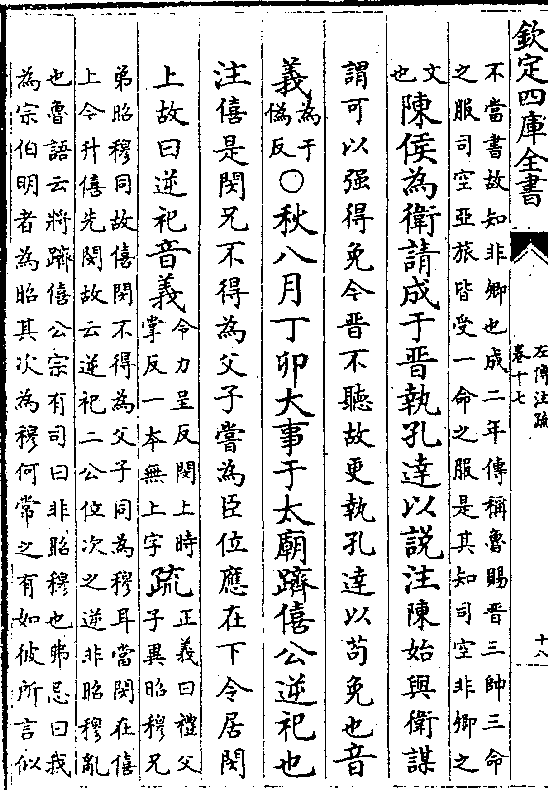 欽定四庫全書
左傳注疏
卷十七
十八
不當書故知非卿也成二年傳稱魯賜晋三帥三命
之服司空亞旅皆受一命之服是其知司空非卿之
文
也
陳侯為衛請成于晋執孔達以説注陳始與衛謀
謂可以强得免今晋不聽故更執孔達以苟免也音
義
為于
偽反
○秋八月丁卯大事于太廟躋僖公逆祀也
注僖是閔兄不得為父子嘗為臣位應在下令居閔
上故曰逆祀音義
令力呈反閔上時
掌反一本無上字
疏
正義曰禮父
子異昭穆兄
弟昭穆同故僖閔不得為父子同為穆耳當閔在僖
上今升僖先閔故云逆祀二公位次之逆非昭穆亂
也魯語云將躋僖公宗有司曰非昭穆也弗忌曰我
為宗伯明者為昭其次為穆何常之有如彼所言似